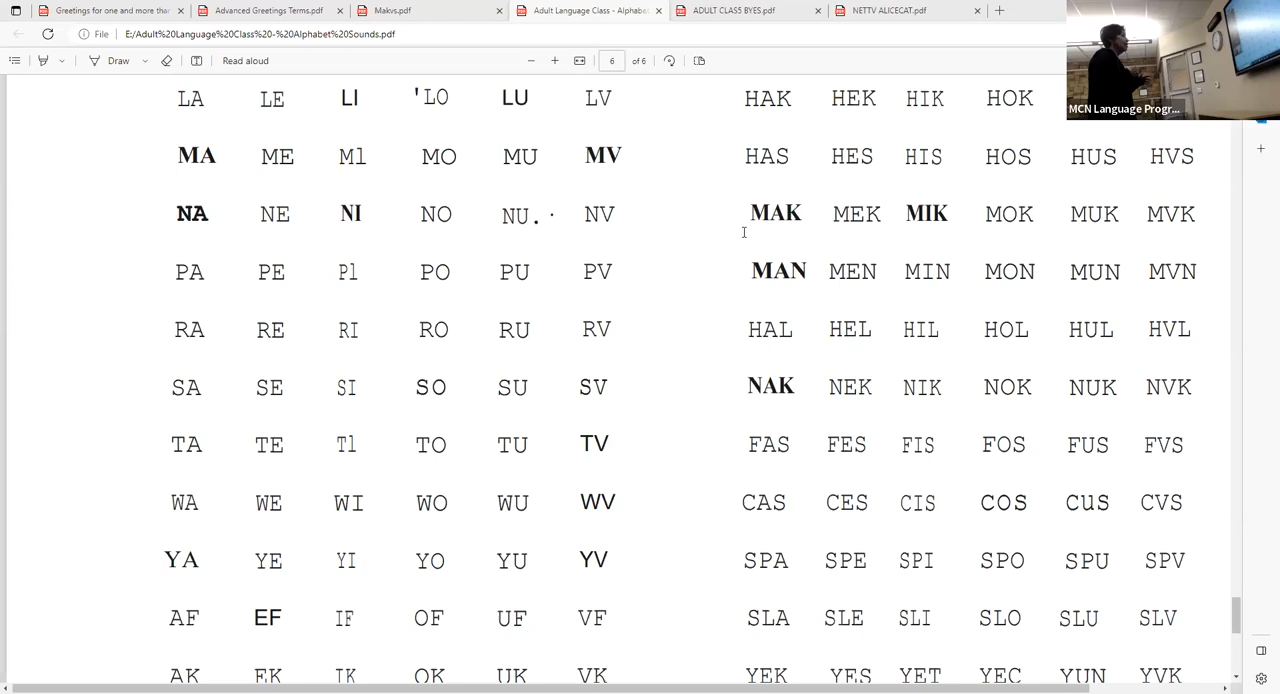 Greetings for one and more than
Advanced Greetings Terms.pdf
Makvs.pdf
Adult Language Class - Alphabet
ADULT CLAS5 BYES.pdf
NETTV ALICECAT.pdf
File E:/Adult%20Language%20Class%20-%20Alphabet%20Sounds.pdf
Draw Read aloud 6 of 6
MCN Language Progr...
LA LE LI 'LO LU LV HAK HEK HIK HOK
MA ME Ml MO MU MV HAS HES HIS HOS HUS HVS
NA NE NI NO NU. · NV MAK MEK MIK MOK MUK MVK
PA PE Pl PO PU PV MAN MEN MIN MON MUN MVN
RA RE RI RO RU RV HAL HEL HIL HOL HUL HVL
SA SE SI SO SU SV NAK NEK NIK NOK NUK NVK
TA TE Tl TO TU TV FAS FES FIS FOS FUS FVS
WA WE WI WO WU WV CAS CES CIS COS CUS CVS
YA YE YI YO YU YV SPA SPE SPI SPO SPU SPV
AF EF IF OF UF VF SLA SLE SLI SLO SLU SLV
AK EK IK OK UK VK YEK YES YET YEC YUN YVK